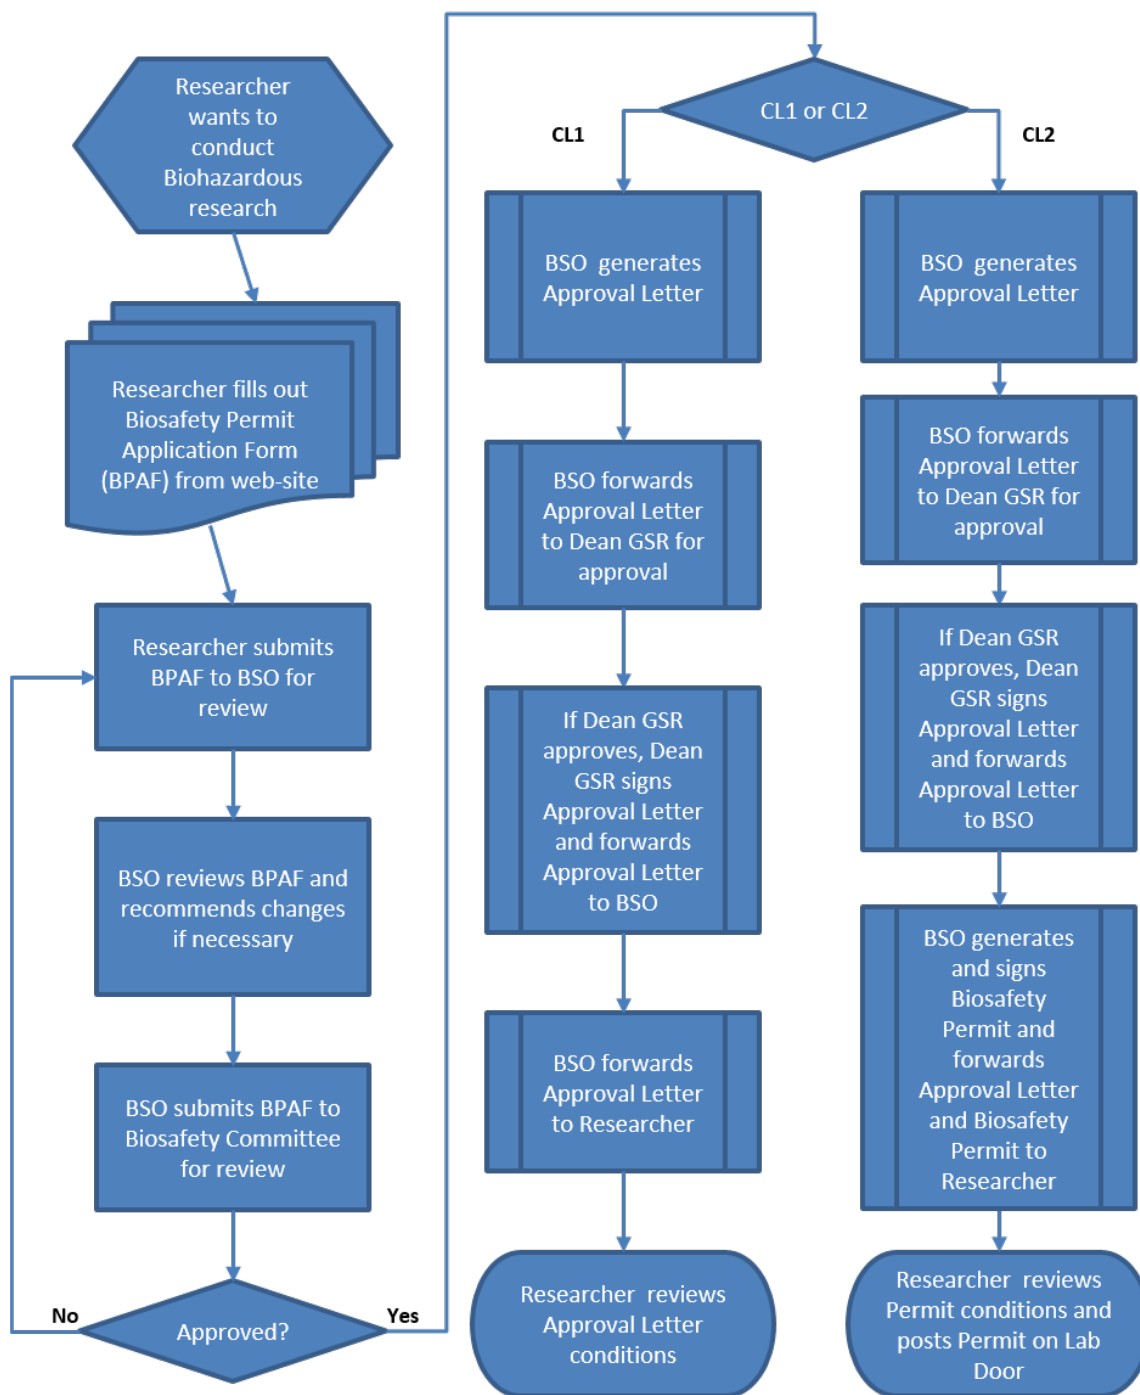 Researcher
wants to
conduct
Biohazardous
research
Researcher fills out
Biosafety Permit
Application Form
(BPAF) from web-site
Researcher submits
BPAF to BSO for
review
BSO reviews BPAF and
recommends changes
if necessary
BSO submits BPAF to
Biosafety Committee
for review
Approved?
No
Yes
CL1 or CL2
CL1
CL2
BSO generates
Approval Letter
BSO forwards
Approval Letter
to Dean GSR for
approval
If Dean GSR
approves, Dean
GSR signs
Approval Letter
and forwards
Approval Letter
to BSO
BSO forwards
Approval Letter
to Researcher
Researcher reviews
Approval Letter
conditions
BSO generates
Approval Letter
BSO forwards
Approval Letter
to Dean GSR for
approval
If Dean GSR
approves, Dean
GSR signs
Approval Letter
and forwards
Approval Letter
to BSO
BSO generates
and signs
Biosafety
Permit and
forwards
Approval Letter
and Biosafety
Permit to
Researcher
Researcher reviews
Permit conditions and
posts Permit on Lab
Door